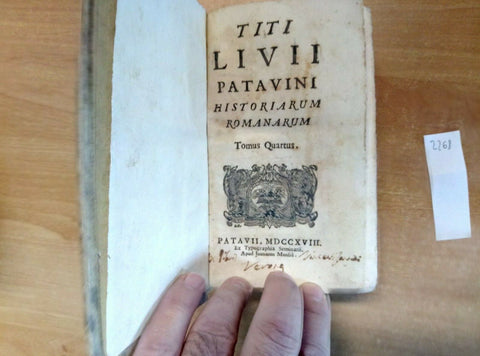 TITI
LIVII
PATAVINI
HISTORIARUM
ROMANARUM
Tomus Quartus.
PATAVII, MDCCXVIII.
Ex Typographia Seminarii.
Apud Joannem Manfrè.
2268